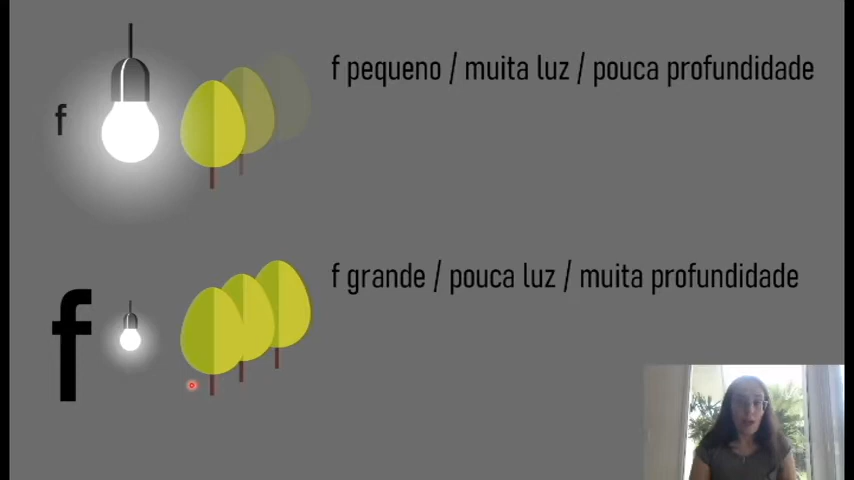 f pequeno / muita luz / pouca profundidade
f
f grande / pouca luz / muita profundidade
f